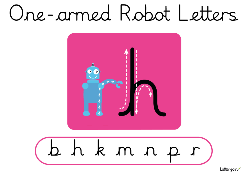 One-armed Robot Letters
h
b h k m n p r